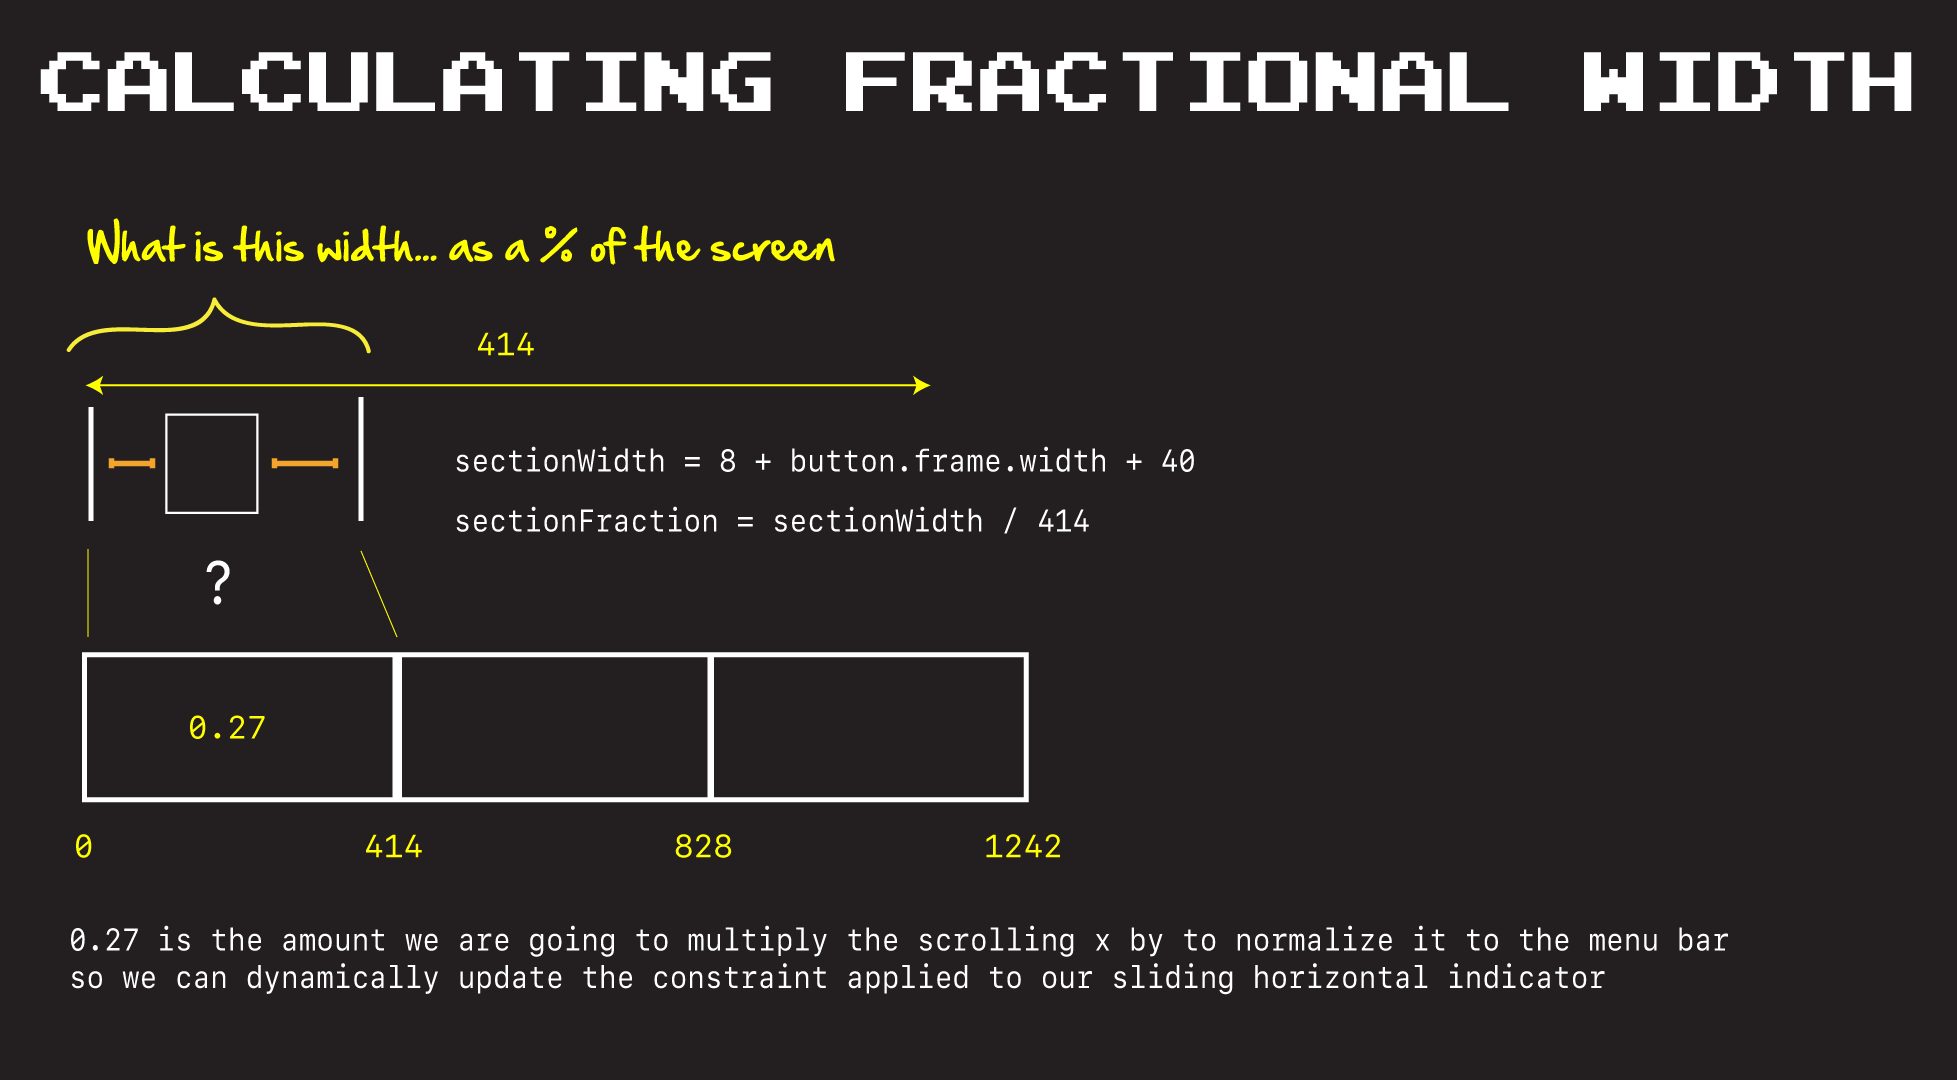 CALCULATING FRACTIONAL WIDTH
What is this width... as a % of the screen
414
sectionWidth = 8 + button.frame.width + 40
sectionFraction = sectionWidth / 414
?
0.27
0 414 828 1242
0.27 is the amount we are going to multiply the scrolling x by to normalize it to the menu bar
so we can dynamically update the constraint applied to our sliding horizontal indicator